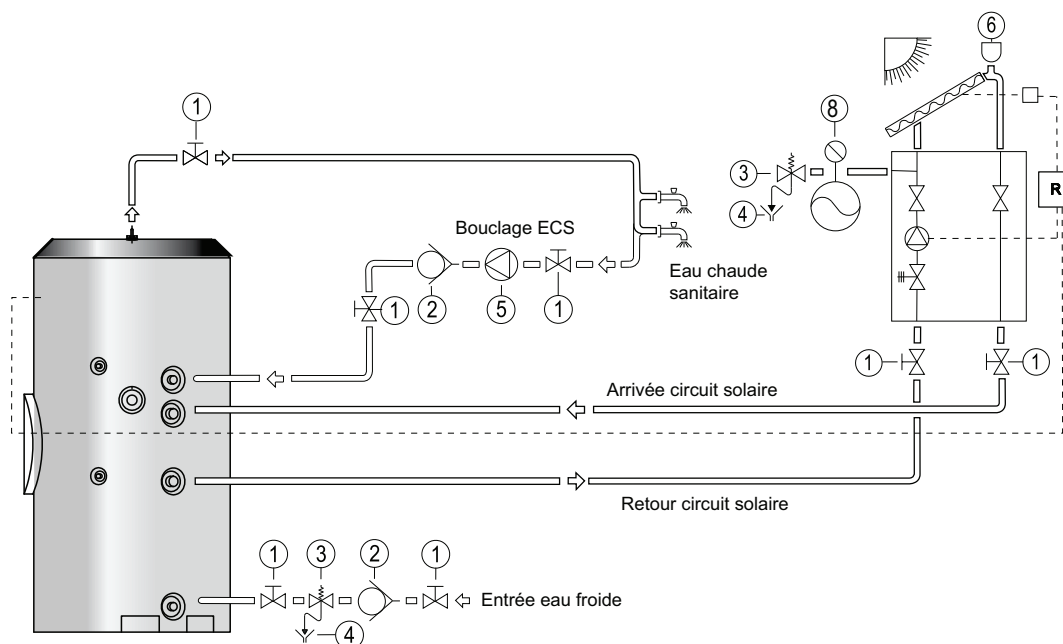 6
1
8
3
R
4
Bouclage ECS
Eau chaude
sanitaire
1
2
5
1
1
1
Arrivée circuit solaire
Retour circuit solaire
1
3
2
1
Entrée eau froide
4